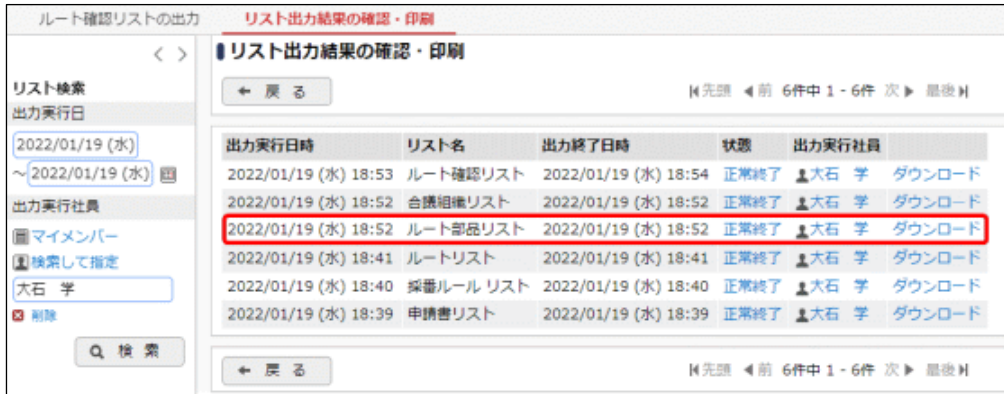 ルート確認リストの出力 リスト出力結果の確認・印刷
リスト検索
出力実行日
2022/01/19 (水)
～2022/01/19 (水)
出力実行社員
マイメンバー
検索して指定
大石 学
削除
検 索
リスト出力結果の確認・印刷
戻 る 先頭 前 6件中 1 - 6件 次 最後
出力実行日時 リスト名 出力終了日時 状態 出力実行社員
2022/01/19 (水) 18:53 ルート確認リスト 2022/01/19 (水) 18:54 正常終了 大石 学 ダウンロード
2022/01/19 (水) 18:52 合議組織リスト 2022/01/19 (水) 18:52 正常終了 大石 学 ダウンロード
2022/01/19 (水) 18:52 ルート部品リスト 2022/01/19 (水) 18:52 正常終了 大石 学 ダウンロード
2022/01/19 (水) 18:41 ルートリスト 2022/01/19 (水) 18:41 正常終了 大石 学 ダウンロード
2022/01/19 (水) 18:40 採番ルール リスト 2022/01/19 (水) 18:40 正常終了 大石 学 ダウンロード
2022/01/19 (水) 18:39 申請書リスト 2022/01/19 (水) 18:39 正常終了 大石 学 ダウンロード
戻 る 先頭 前 6件中 1 - 6件 次 最後